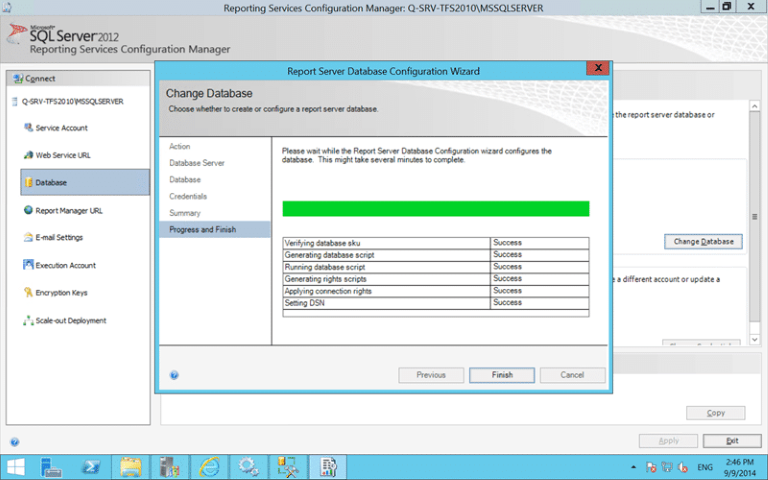 Reporting Services Configuration Manager: Q-SRV-TFS2010\MSSQLSERVER
Microsoft
SQL Server 2012
Reporting Services Configuration Manager
Connect
Q-SRV-TFS2010\MSSQLSERVER
Service Account
Web Service URL
Database
Report Manager URL
E-mail Settings
Execution Account
Encryption Keys
Scale-out Deployment
Report Server Database Configuration Wizard
Change Database
Choose whether to create or configure a report server database.
Action
Database Server
Database
Credentials
Summary
Progress and Finish
Please wait while the Report Server Database Configuration wizard configures the
database. This might take several minutes to complete.
Verifying database sku Success
Generating database script Success
Running database script Success
Generating rights scripts Success
Applying connection rights Success
Setting DSN Success
Previous
Finish
Cancel
the report server database or
Change Database
e a different account or update a
Copy
Apply
Exit
ENG
2:46 PM
9/9/2014